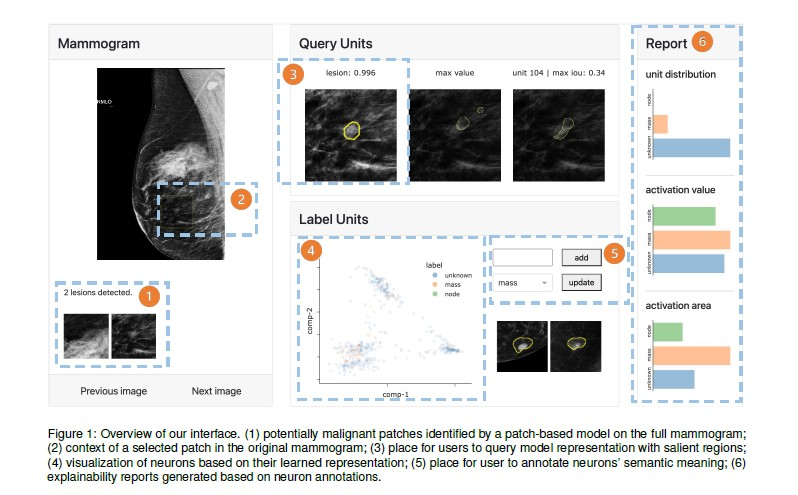 Mammogram
RMLO
2
2 lesions detected.
1
Previous image
Next image
Query Units
3
lesion: 0.996
max value
unit 104 | max iou: 0.34
Label Units
4
label
unknown
mass
node
comp-2
comp-1
5
add
mass
update
Report
6
unit distribution
node
mass
unknown
activation value
node
mass
unknown
activation area
node
mass
unknown
Figure 1: Overview of our interface. (1) potentially malignant patches identified by a patch-based model on the full mammogram;
(2) context of a selected patch in the original mammogram; (3) place for users to query model representation with salient regions;
(4) visualization of neurons based on their learned representation; (5) place for user to annotate neurons' semantic meaning; (6)
explainability reports generated based on neuron annotations.